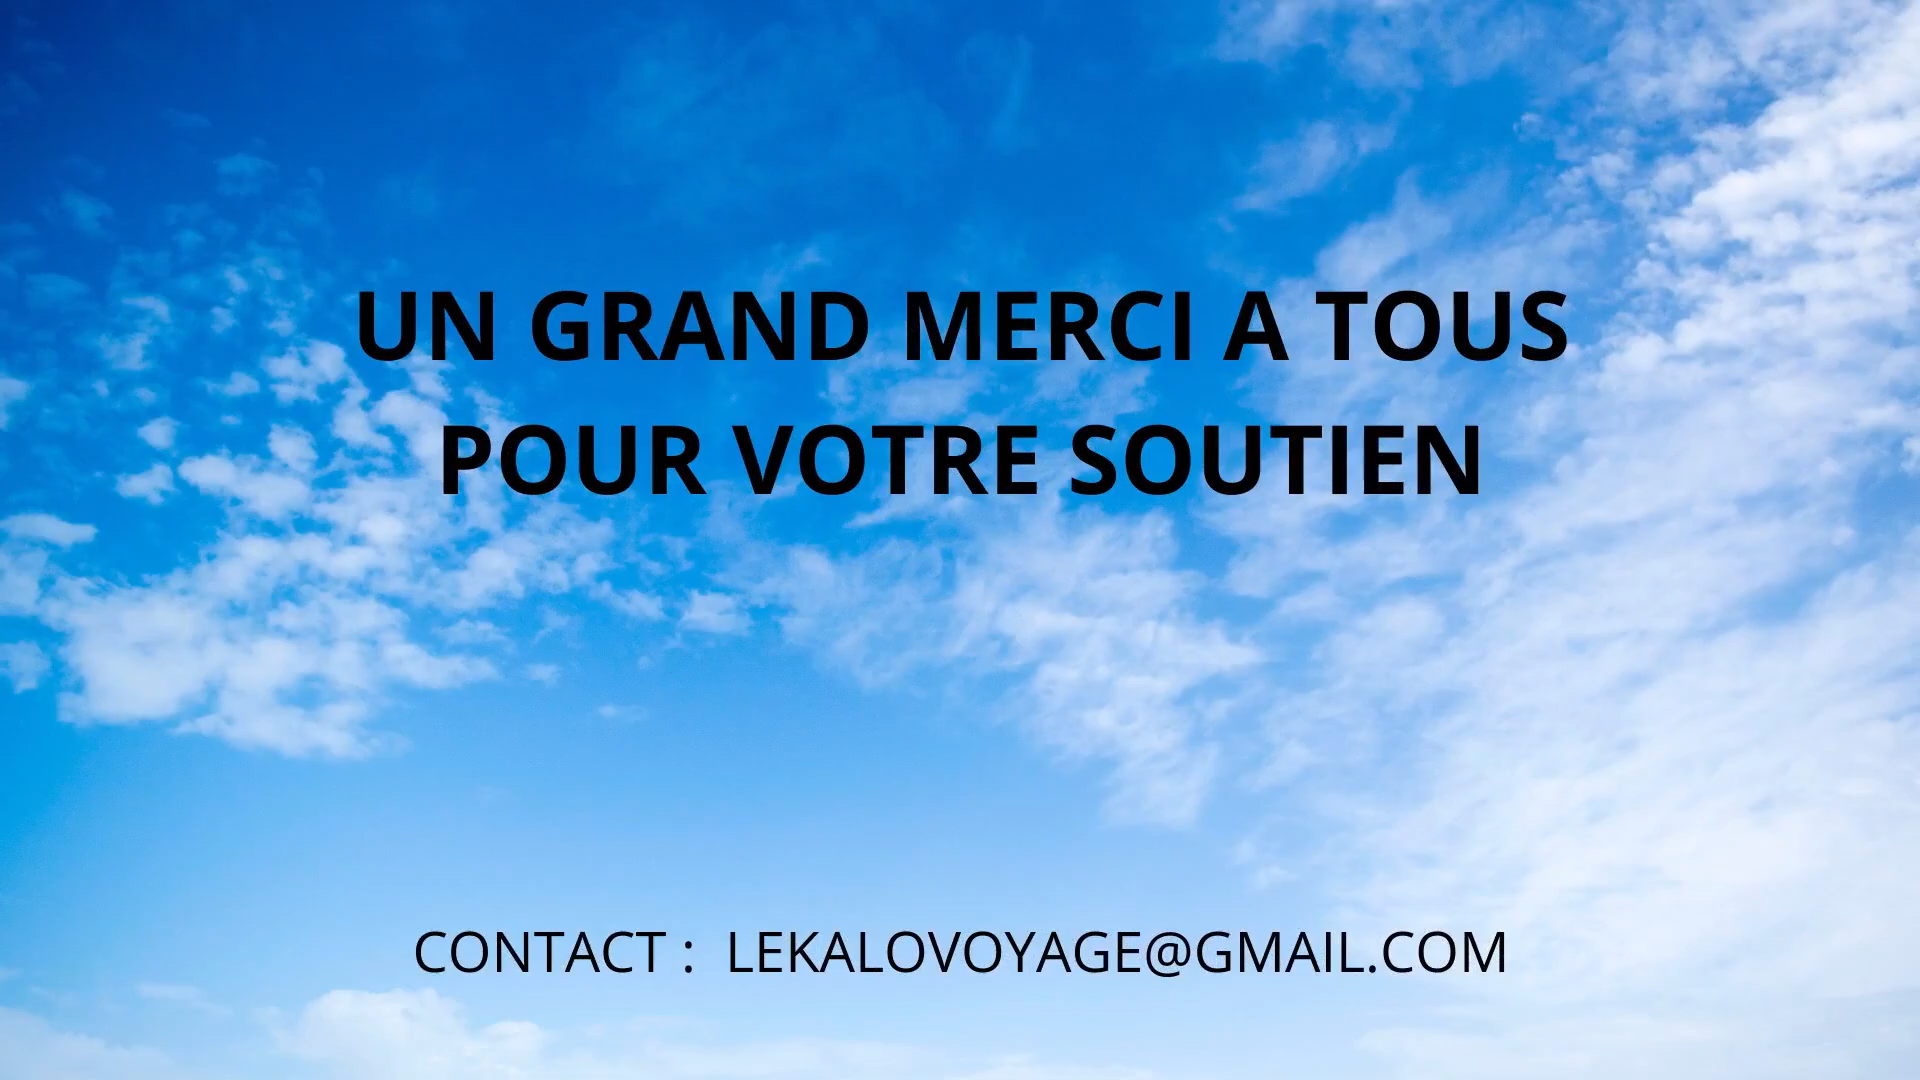 UN GRAND MERCI A TOUS
POUR VOTRE SOUTIEN
CONTACT : LEKALOVOYAGE@GMAIL.COM